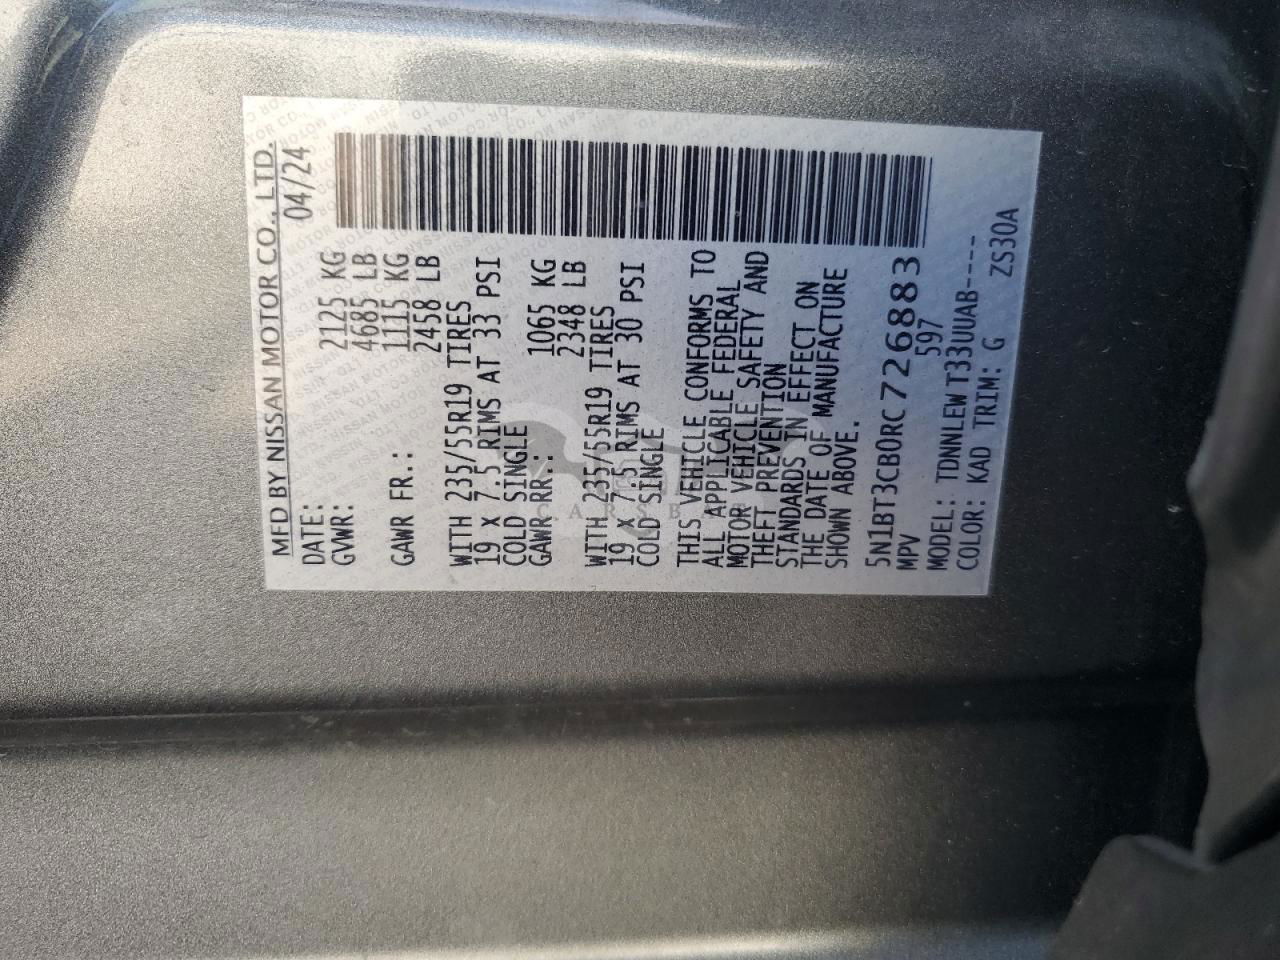 MFD BY NISSAN MOTOR CO., LTD.
DATE: 04/24
GVWR: 2125 KG
4685 LB
GAWR FR.: 1115 KG
2458 LB
WITH 235/55R19 TIRES
19 x 7.5 RIMS AT 33 PSI
COLD SINGLE
GAWR RR.: 1065 KG
2348 LB
WITH 235/55R19 TIRES
19 x 7.5 RIMS AT 30 PSI
COLD SINGLE
THIS VEHICLE CONFORMS TO
ALL APPLICABLE FEDERAL
MOTOR VEHICLE SAFETY AND
THEFT PREVENTION
STANDARDS IN EFFECT ON
THE DATE OF MANUFACTURE
SHOWN ABOVE.
5N1BT3CB0RC726883
MPV 597
MODEL: TDNNLEW T33UUAB----
COLOR: KAD TRIM: G ZS30A